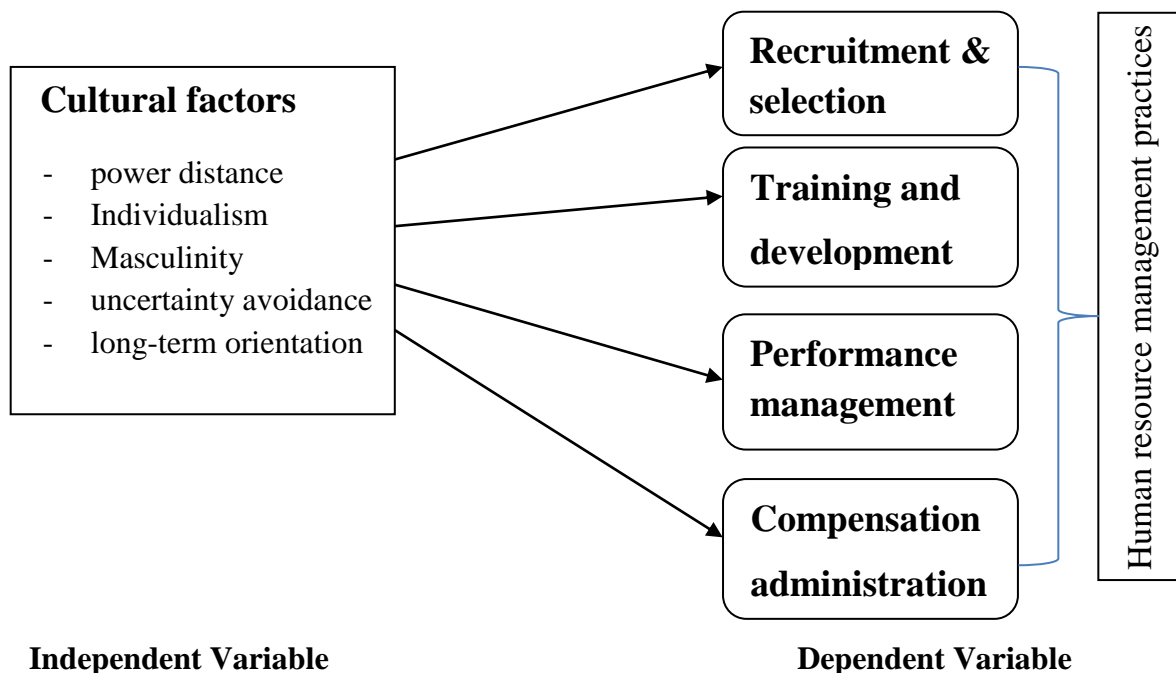 Cultural factors
- power distance
- Individualism
- Masculinity
- uncertainty avoidance
- long-term orientation
Recruitment &
selection
Training and
development
Performance
management
Compensation
administration
Human resource management practices
Independent Variable
Dependent Variable